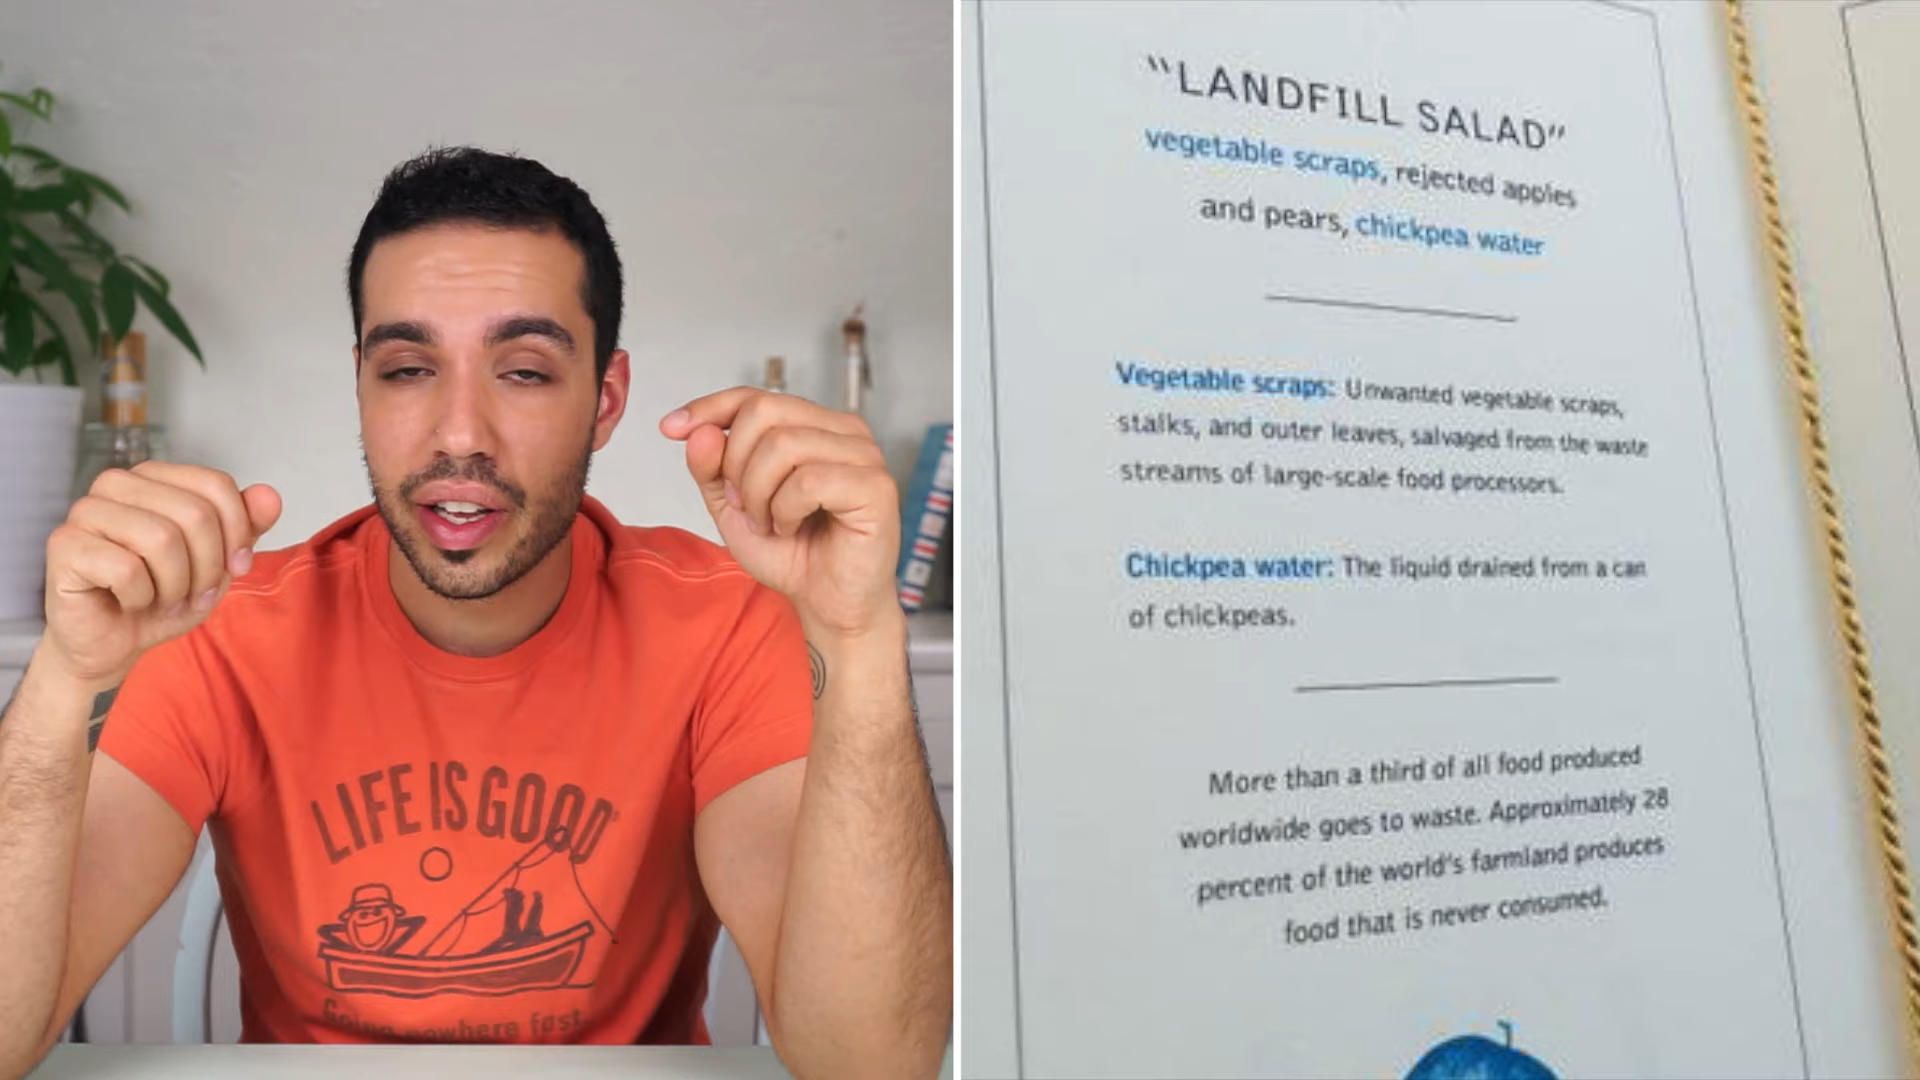 LIFE IS GOOD
Going nowhere fast.
"LANDFILL SALAD"
vegetable scraps, rejected apples
and pears, chickpea water
Vegetable scraps: Unwanted vegetable scraps,
stalks, and outer leaves, salvaged from the waste
streams of large-scale food processors.
Chickpea water: The liquid drained from a can
of chickpeas.
More than a third of all food produced
worldwide goes to waste. Approximately 28
percent of the world's farmland produces
food that is never consumed.